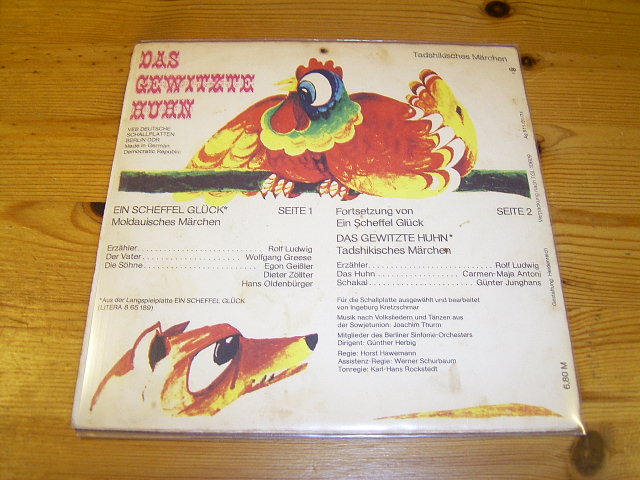 DAS
GEWITZTE
HUHN
Tadshikisches Märchen
VEB DEUTSCHE
SCHALLPLATTEN
BERLIN DDR
Made in German
Democratic Republic
EIN SCHEFFEL GLÜCK* SEITE 1
Moldauisches Märchen
Erzähler Rolf Ludwig
Der Vater Wolfgang Greese
Die Söhne Egon Geißler
Dieter Zöllter
Hans Oldenbürger
*Aus der Langspielplatte EIN SCHEFFEL GLÜCK
(LITERA 8 65 189)
Fortsetzung von SEITE 2
Ein Scheffel Glück
DAS GEWITZTE HUHN*
Tadshikisches Märchen
Erzähler Rolf Ludwig
Das Huhn Carmen-Maja Antoni
Schakal Günter Junghans
Für die Schallplatte ausgewählt und bearbeitet
von Ingeburg Kretzschmar
Musik nach Volksliedern und Tänzen aus
der Sowjetunion: Joachim Thurm
Mitglieder des Berliner Sinfonie-Orchesters
Dirigent: Günther Herbig
Regie: Horst Hawemann
Assistenz-Regie: Werner Schurbaum
Tonregie: Karl-Hans Rockstedt
Verpackung nach TGL
Gestaltung:
6,80 M